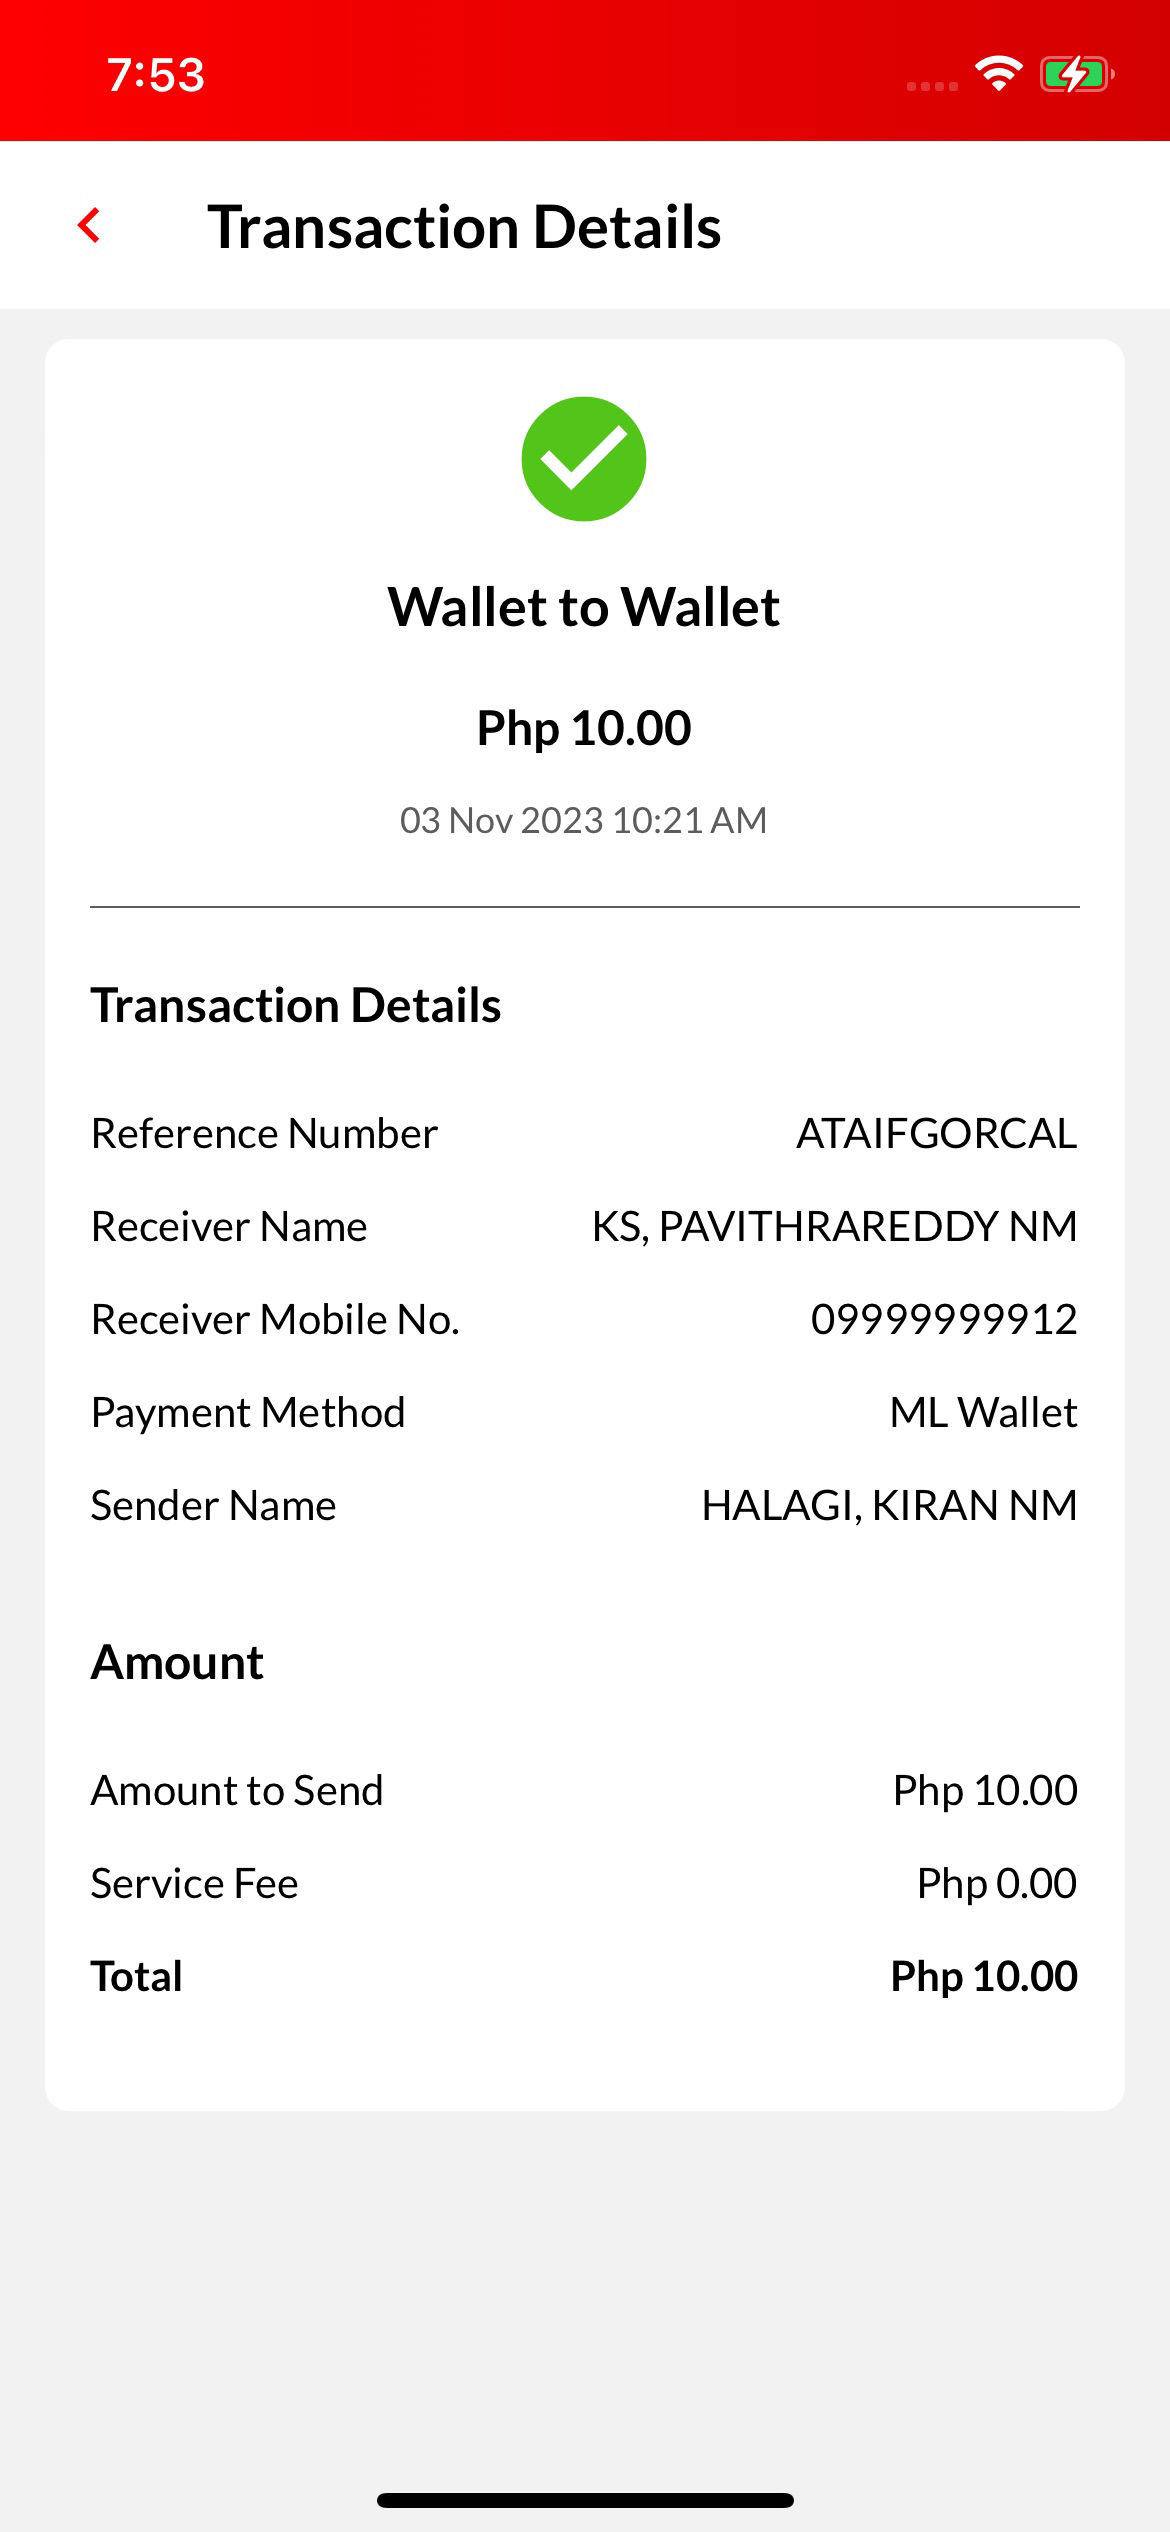 7:53
Transaction Details
Wallet to Wallet
Php 10.00
03 Nov 2023 10:21 AM
Transaction Details
Reference Number ATAIFGORCAL
Receiver Name KS, PAVITHRAREDDY NM
Receiver Mobile No. 09999999912
Payment Method ML Wallet
Sender Name HALAGI, KIRAN NM
Amount
Amount to Send Php 10.00
Service Fee Php 0.00
Total Php 10.00